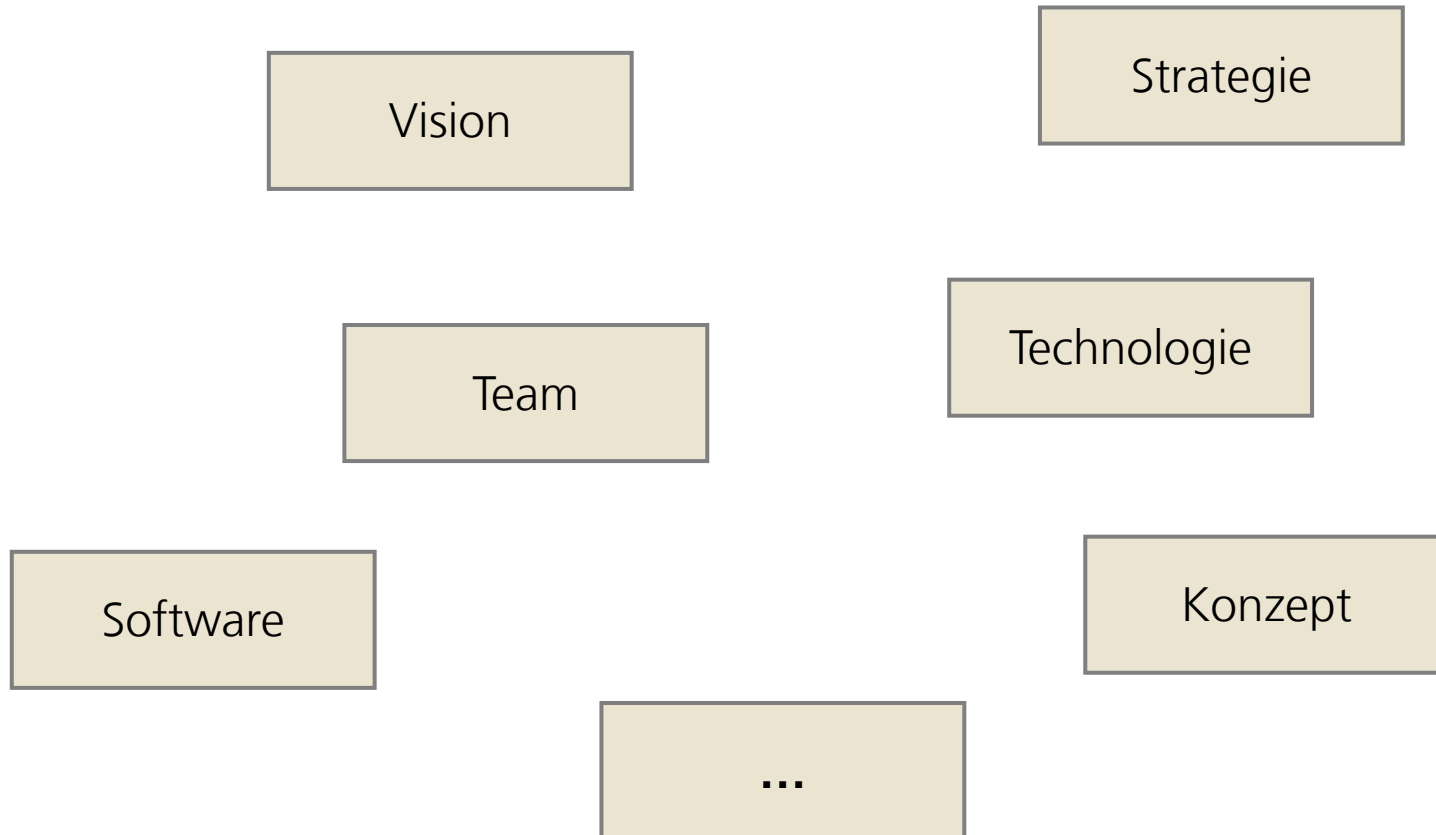 Strategie
Vision
Technologie
Team
Konzept
Software
...